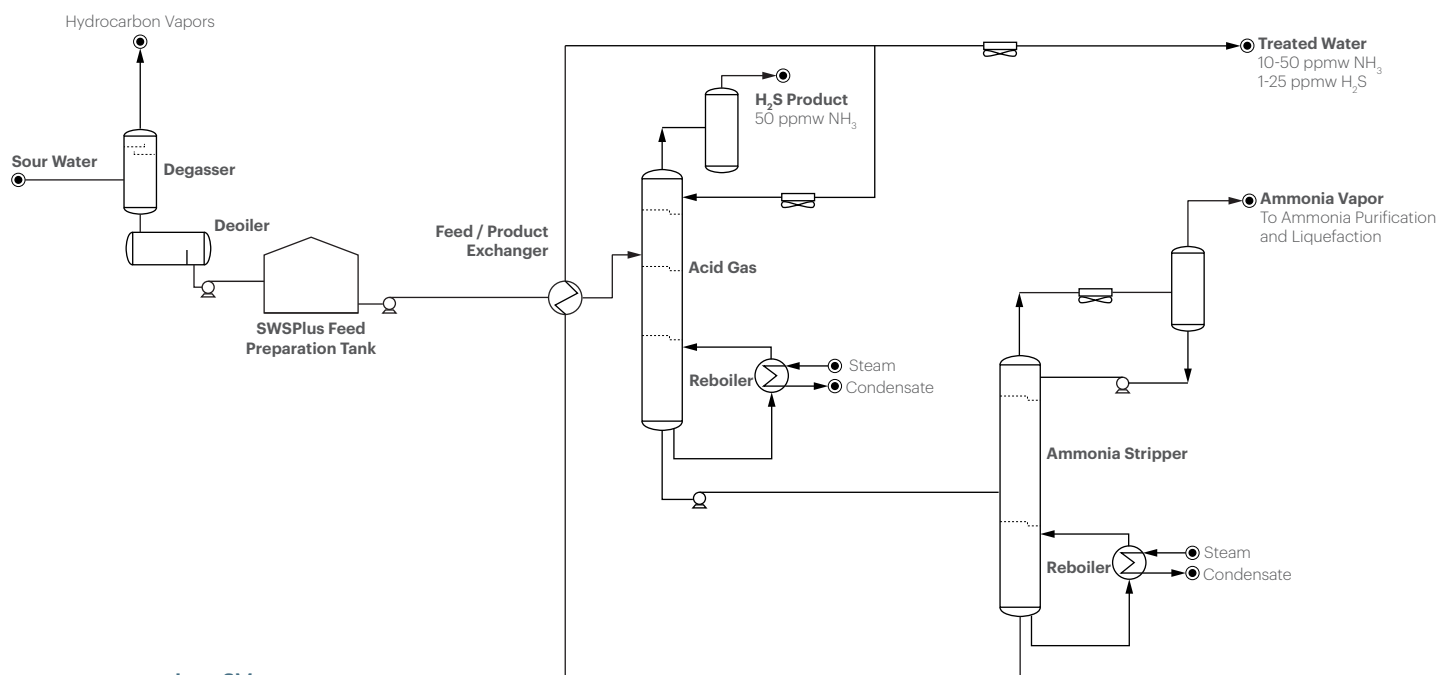 Hydrocarbon Vapors
Sour Water
Degasser
Deoiler
SWSPlus Feed
Preparation Tank
Feed / Product
Exchanger
H₂S Product
50 ppmw NH₃
Acid Gas
Reboiler
Steam
Condensate
Treated Water
10-50 ppmw NH₃
1-25 ppmw H₂S
Ammonia Vapor
To Ammonia Purification
and Liquefaction
Ammonia Stripper
Reboiler
Steam
Condensate